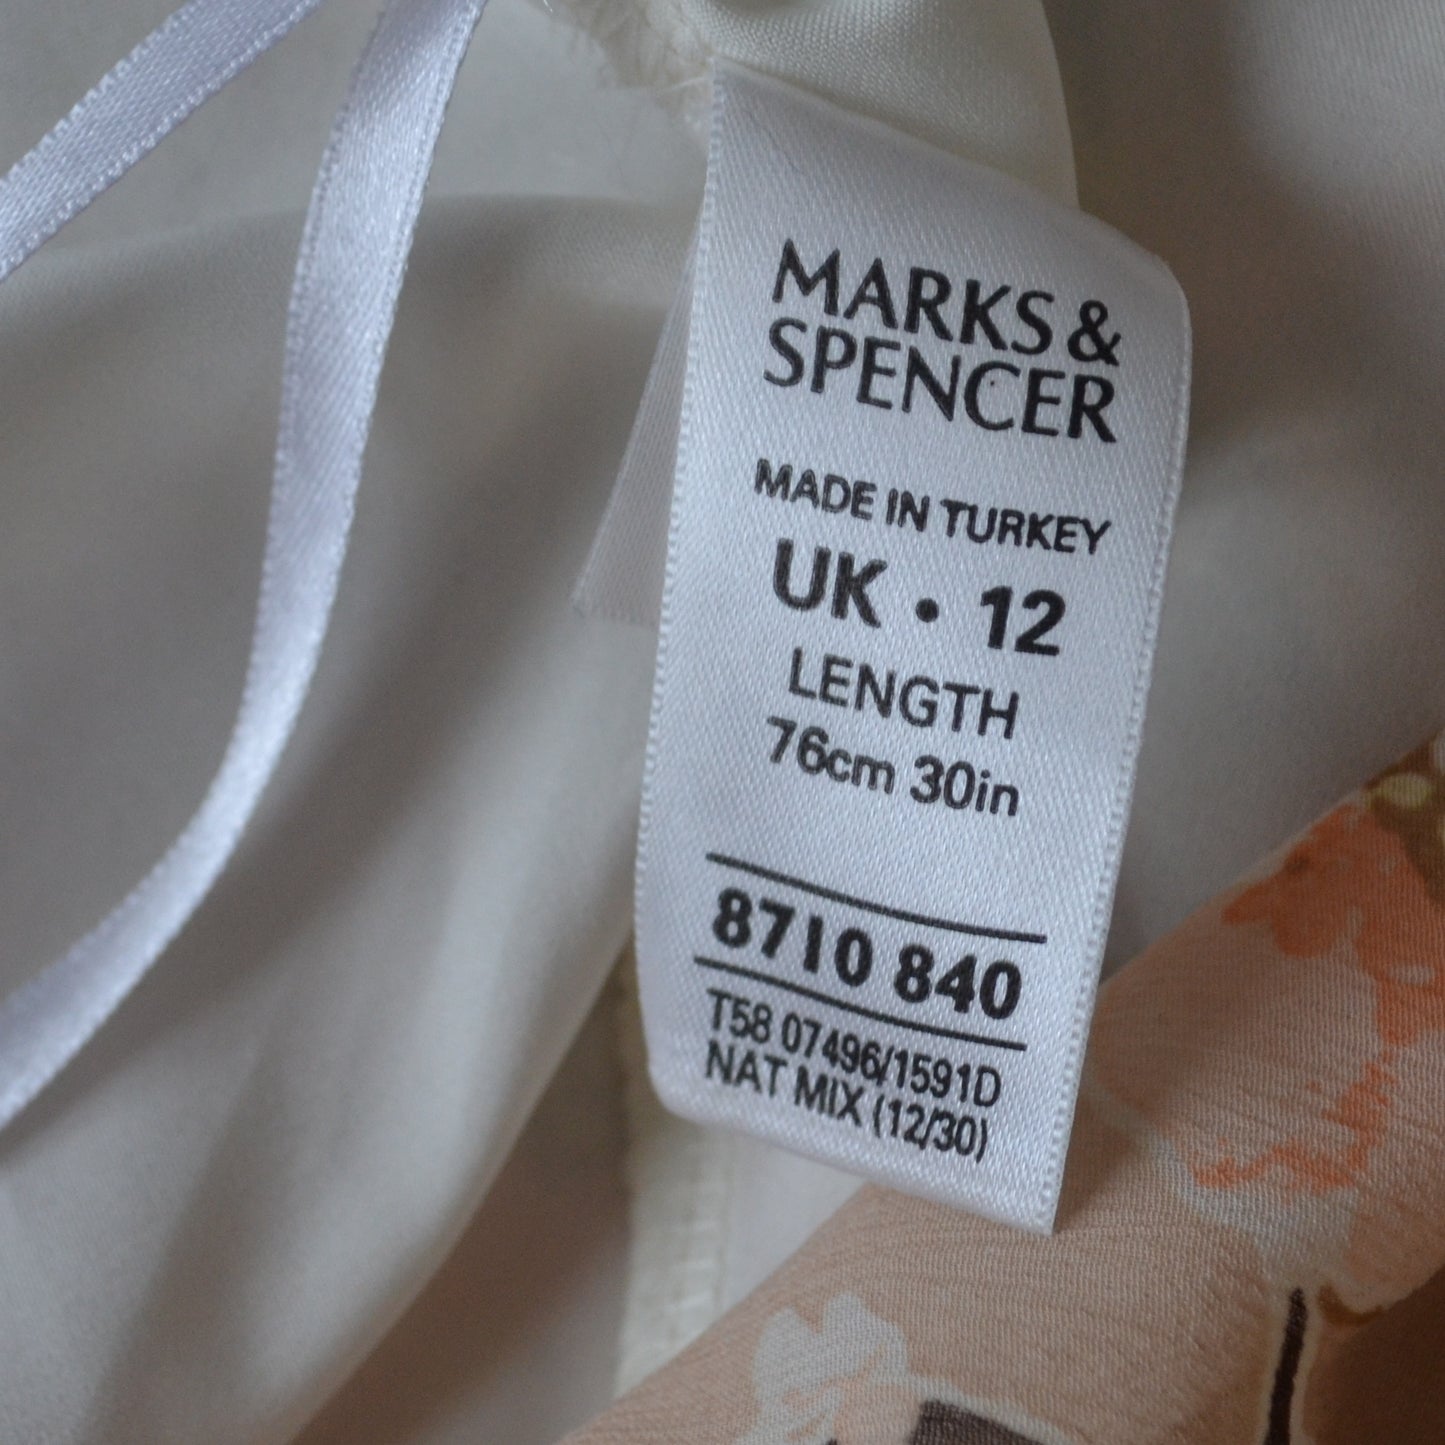 MARKS &
SPENCER
MADE IN TURKEY
UK • 12
LENGTH
76cm 30in
8710 840
T58 07496/1591D
NAT MIX (12/30)